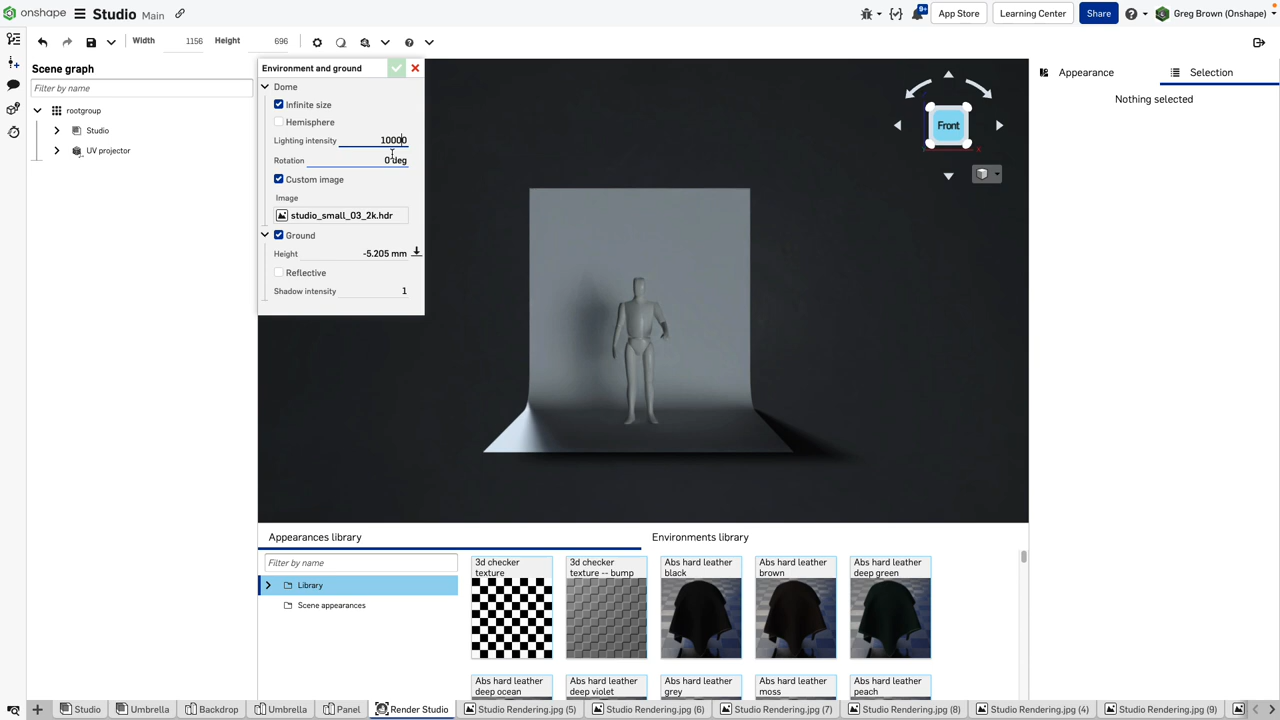 onshape
Studio Main
9+
App Store
Learning Center
Share
Greg Brown (Onshape)
Width 1156 Height 696
Scene graph
Filter by name
rootgroup
Studio
UV projector
Environment and ground
Dome
Infinite size
Hemisphere
Lighting intensity 10000
Rotation 0 deg
Custom image
Image
studio_small_03_2k.hdr
Ground
Height -5.205 mm
Reflective
Shadow intensity 1
Front
Appearance
Selection
Nothing selected
Appearances library
Environments library
Filter by name
Library
Scene appearances
3d checker
texture
3d checker
texture -- bump
Abs hard leather
black
Abs hard leather
brown
Abs hard leather
deep green
Abs hard leather
deep ocean
Abs hard leather
deep violet
Abs hard leather
grey
Abs hard leather
moss
Abs hard leather
peach
Studio
Umbrella
Backdrop
Umbrella
Panel
Render Studio
Studio Rendering.jpg (5)
Studio Rendering.jpg (6)
Studio Rendering.jpg (7)
Studio Rendering.jpg (8)
Studio Rendering.jpg (4)
Studio Rendering.jpg (9)